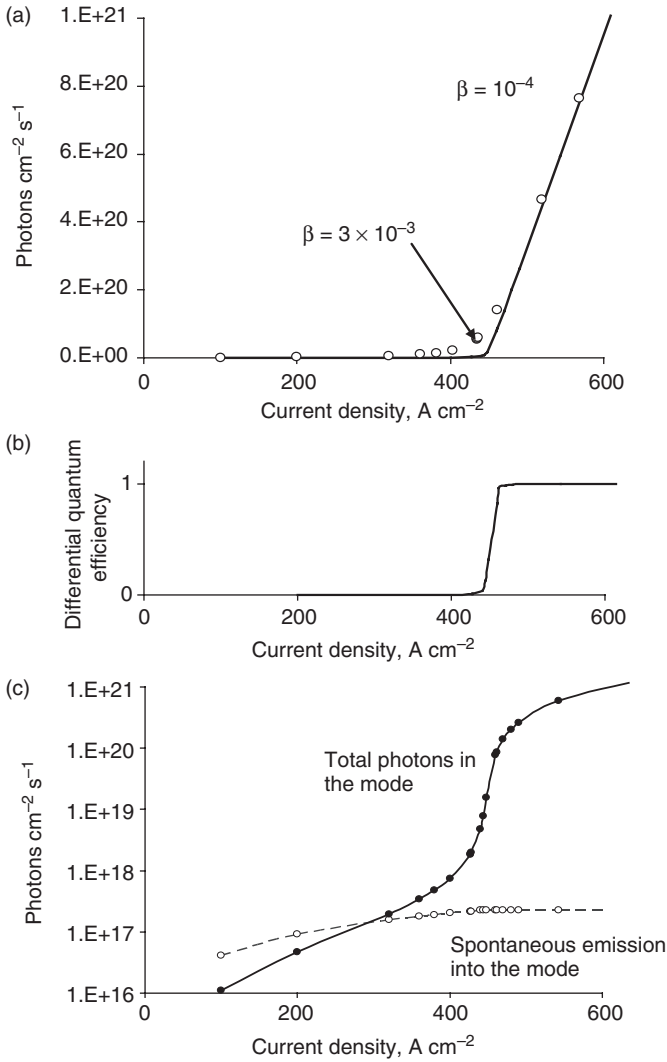 (a)
1.E+21
8.E+20
6.E+20
4.E+20
2.E+20
0.E+00
Photons cm⁻² s⁻¹
β = 10⁻⁴
β = 3 × 10⁻³
0
200
400
600
Current density, A cm⁻²
(b)
1
0
Differential quantum
efficiency
0
200
400
600
Current density, A cm⁻²
(c)
1.E+21
1.E+20
1.E+19
1.E+18
1.E+17
1.E+16
Photons cm⁻² s⁻¹
Total photons in
the mode
Spontaneous emission
into the mode
0
200
400
600
Current density, A cm⁻²